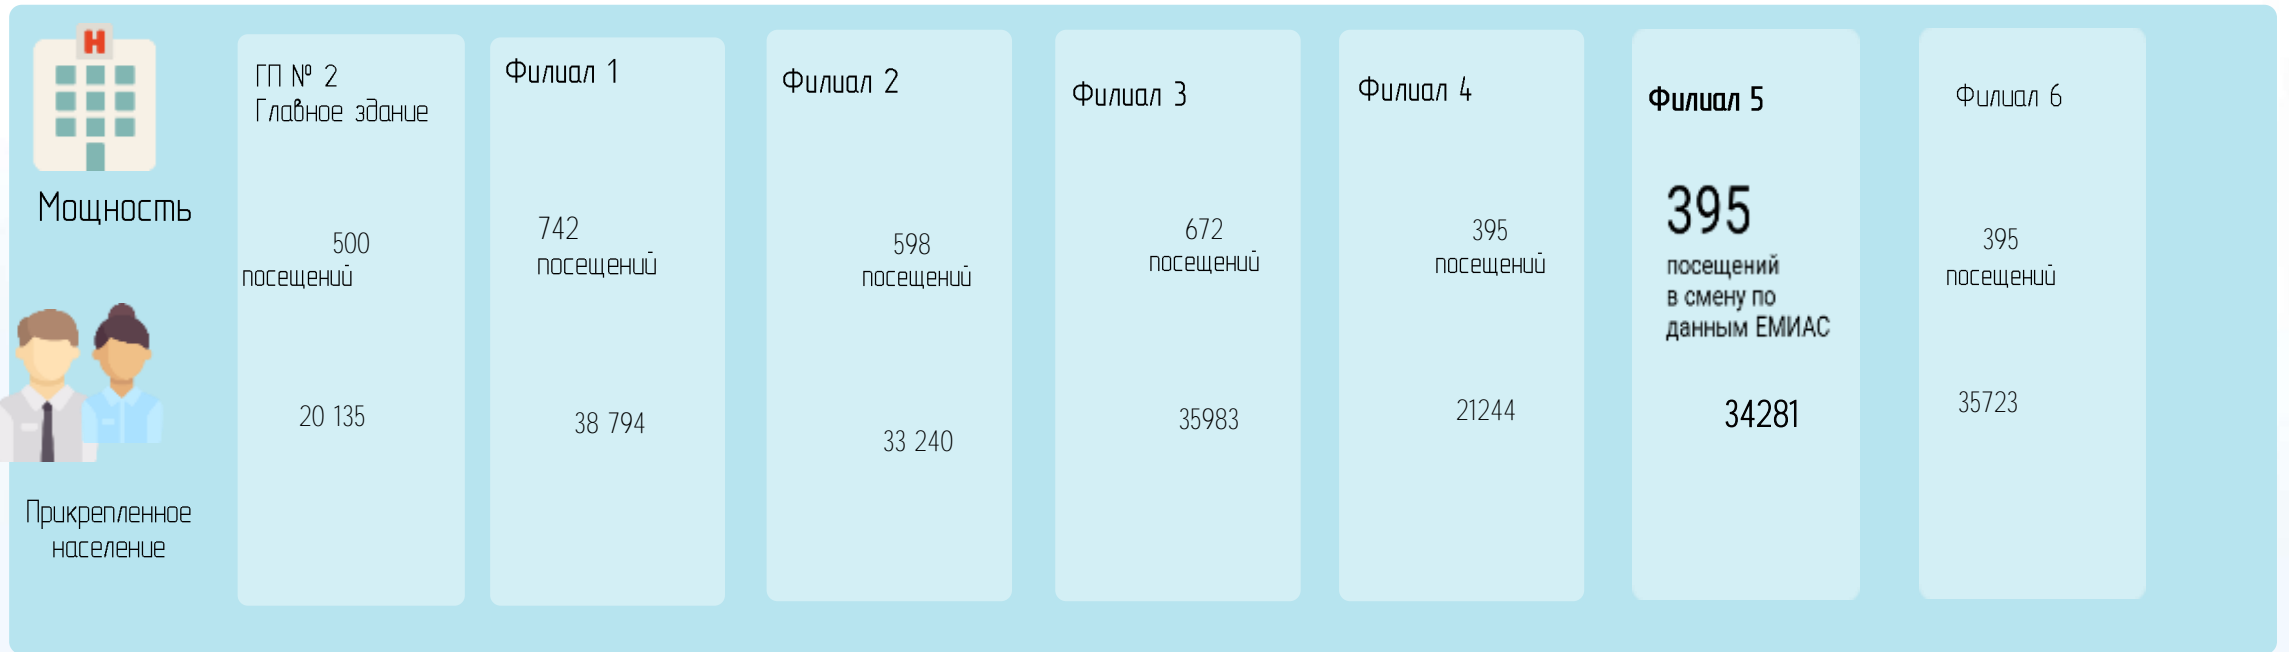 H
Мощность
Прикрепленное
население
ГП № 2
Главное здание
500
посещений
20 135
Филиал 1
742
посещений
38 794
Филиал 2
598
посещений
33 240
Филиал 3
672
посещений
35983
Филиал 4
395
посещений
21244
Филиал 5
395
посещений
в смену по
данным ЕМИАС
34281
Филиал 6
395
посещений
35723